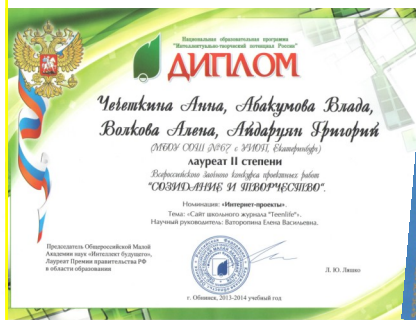 Национальная образовательная программа
"Интеллектуально-творческий потенциал России"
ДИПЛОМ
Чечеткина Анна, Абакумова Влада,
Волкова Алена, Айдарцян Григорий
(МБОУ СОШ №67 с УИОП, Екатеринбург)
лауреат II степени
Всероссийского заочного конкурса проектных работ
"СОЗИДАНИЕ И ТВОРЧЕСТВО".
Номинация: «Интернет-проекты».
Тема: «Сайт школьного журнала "Teenlife"».
Научный руководитель: Ваторопина Елена Васильевна.
Председатель Общероссийской Малой
Академии наук «Интеллект будущего»,
Лауреат Премии правительства РФ
в области образования
Л. Ю. Ляшко
г. Обнинск, 2013-2014 учебный год